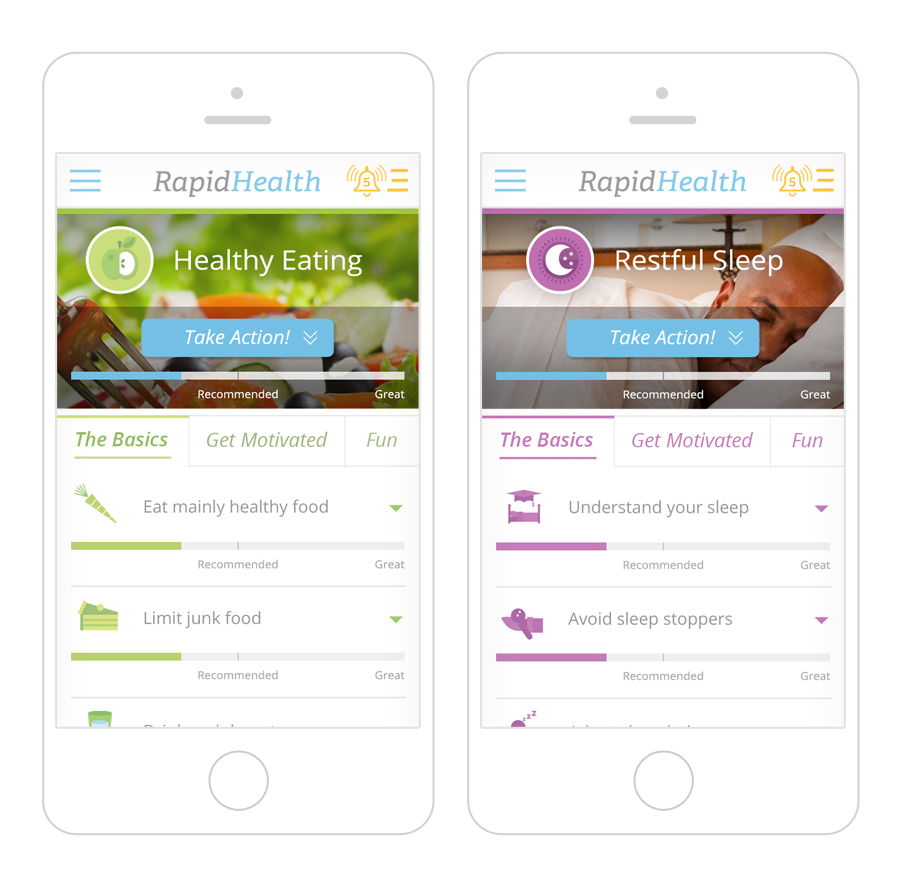 RapidHealth
5
Healthy Eating
Take Action!
Recommended Great
The Basics Get Motivated Fun
Eat mainly healthy food
Recommended Great
Limit junk food
Recommended Great
RapidHealth
5
Restful Sleep
Take Action!
Recommended Great
The Basics Get Motivated Fun
Understand your sleep
Recommended Great
Avoid sleep stoppers
Recommended Great
z z z